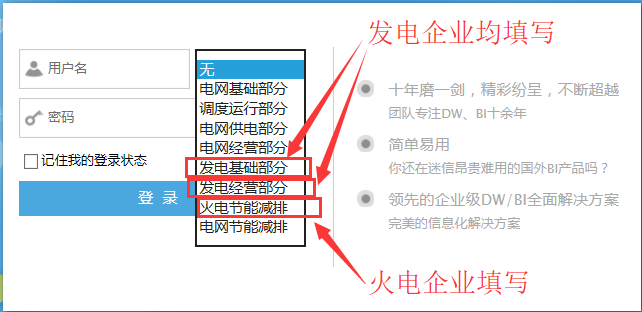 发电企业均填写
用户名
密码
记住我的登录状态
登 录
无
电网基础部分
调度运行部分
电网供电部分
电网经营部分
发电基础部分
发电经营部分
火电节能减排
电网节能减排
十年磨一剑，精彩纷呈，不断超越
团队专注DW、BI十余年
简单易用
你还在迷信昂贵难用的国外BI产品吗？
领先的企业级DW/BI全面解决方案
完美的信息化解决方案
火电企业填写